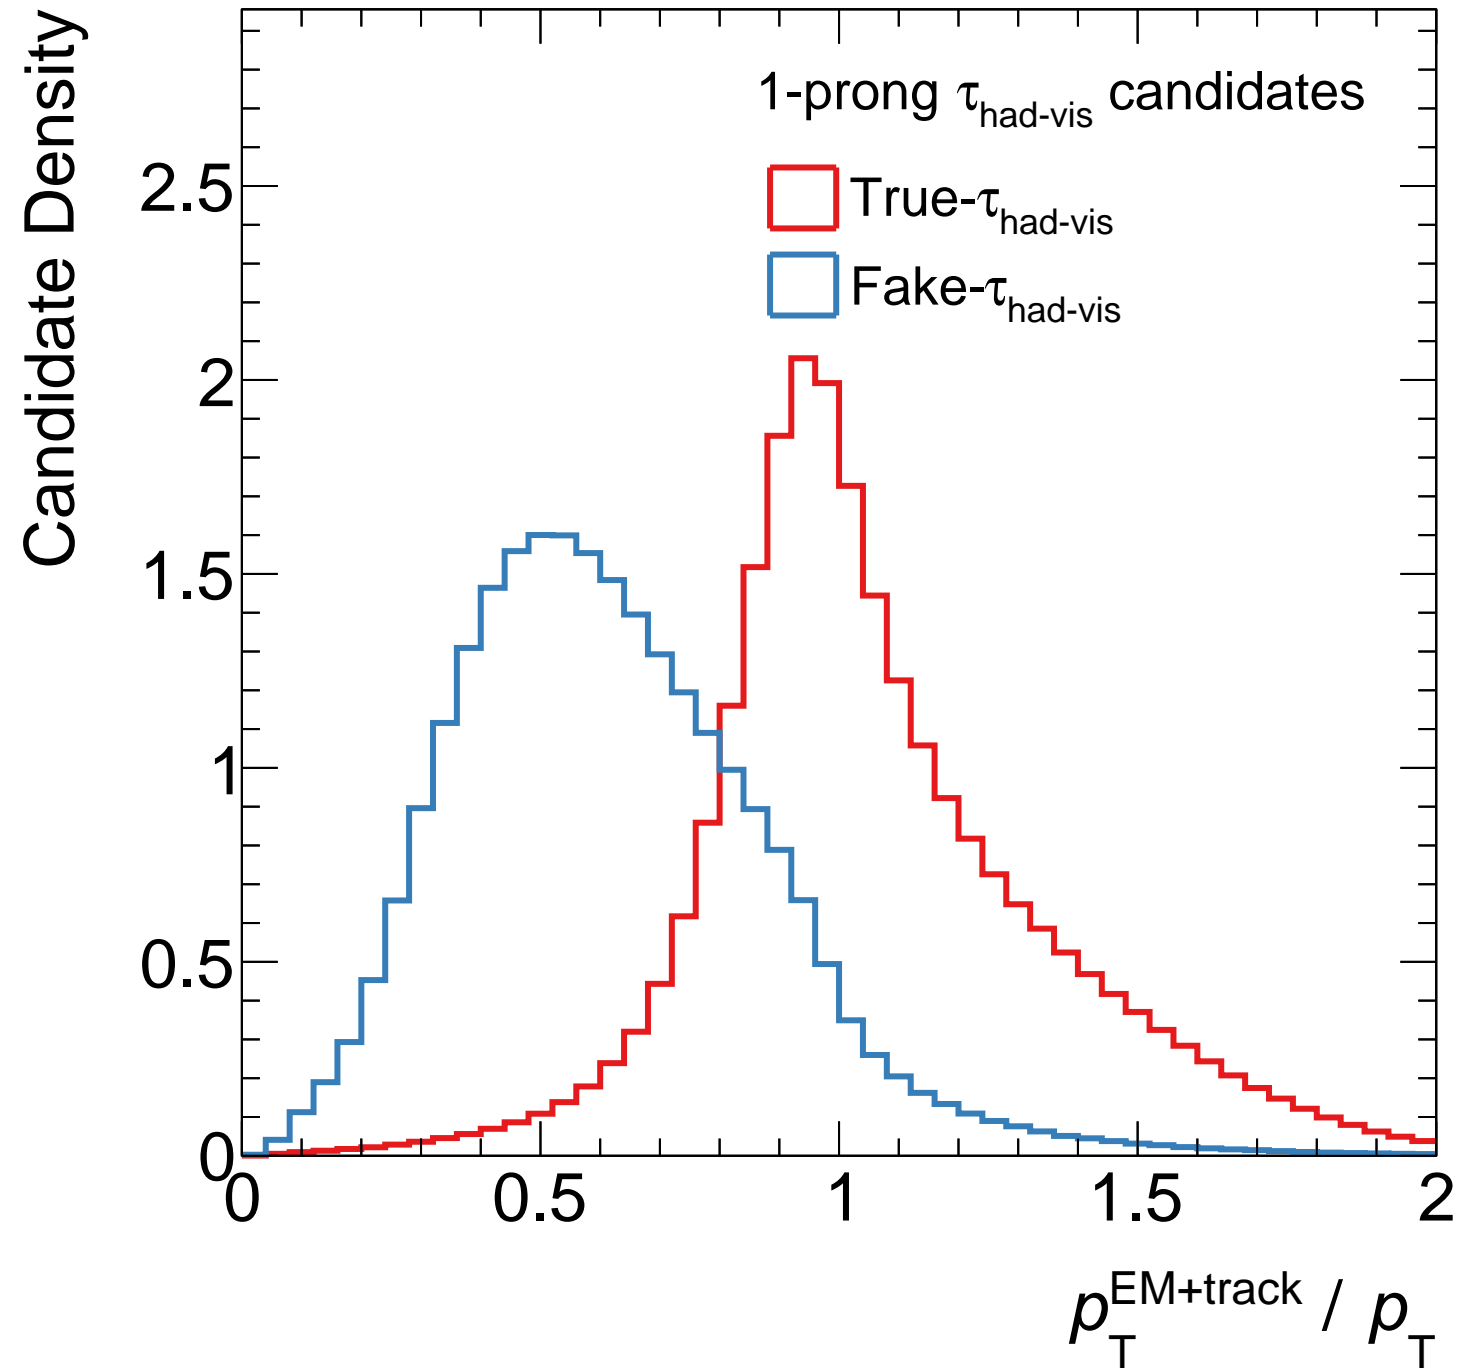 Candidate Density
1-prong τhad-vis candidates
True-τhad-vis
Fake-τhad-vis
2.5
2
1.5
1
0.5
0
0 0.5 1 1.5 2
pTEM+track / pT